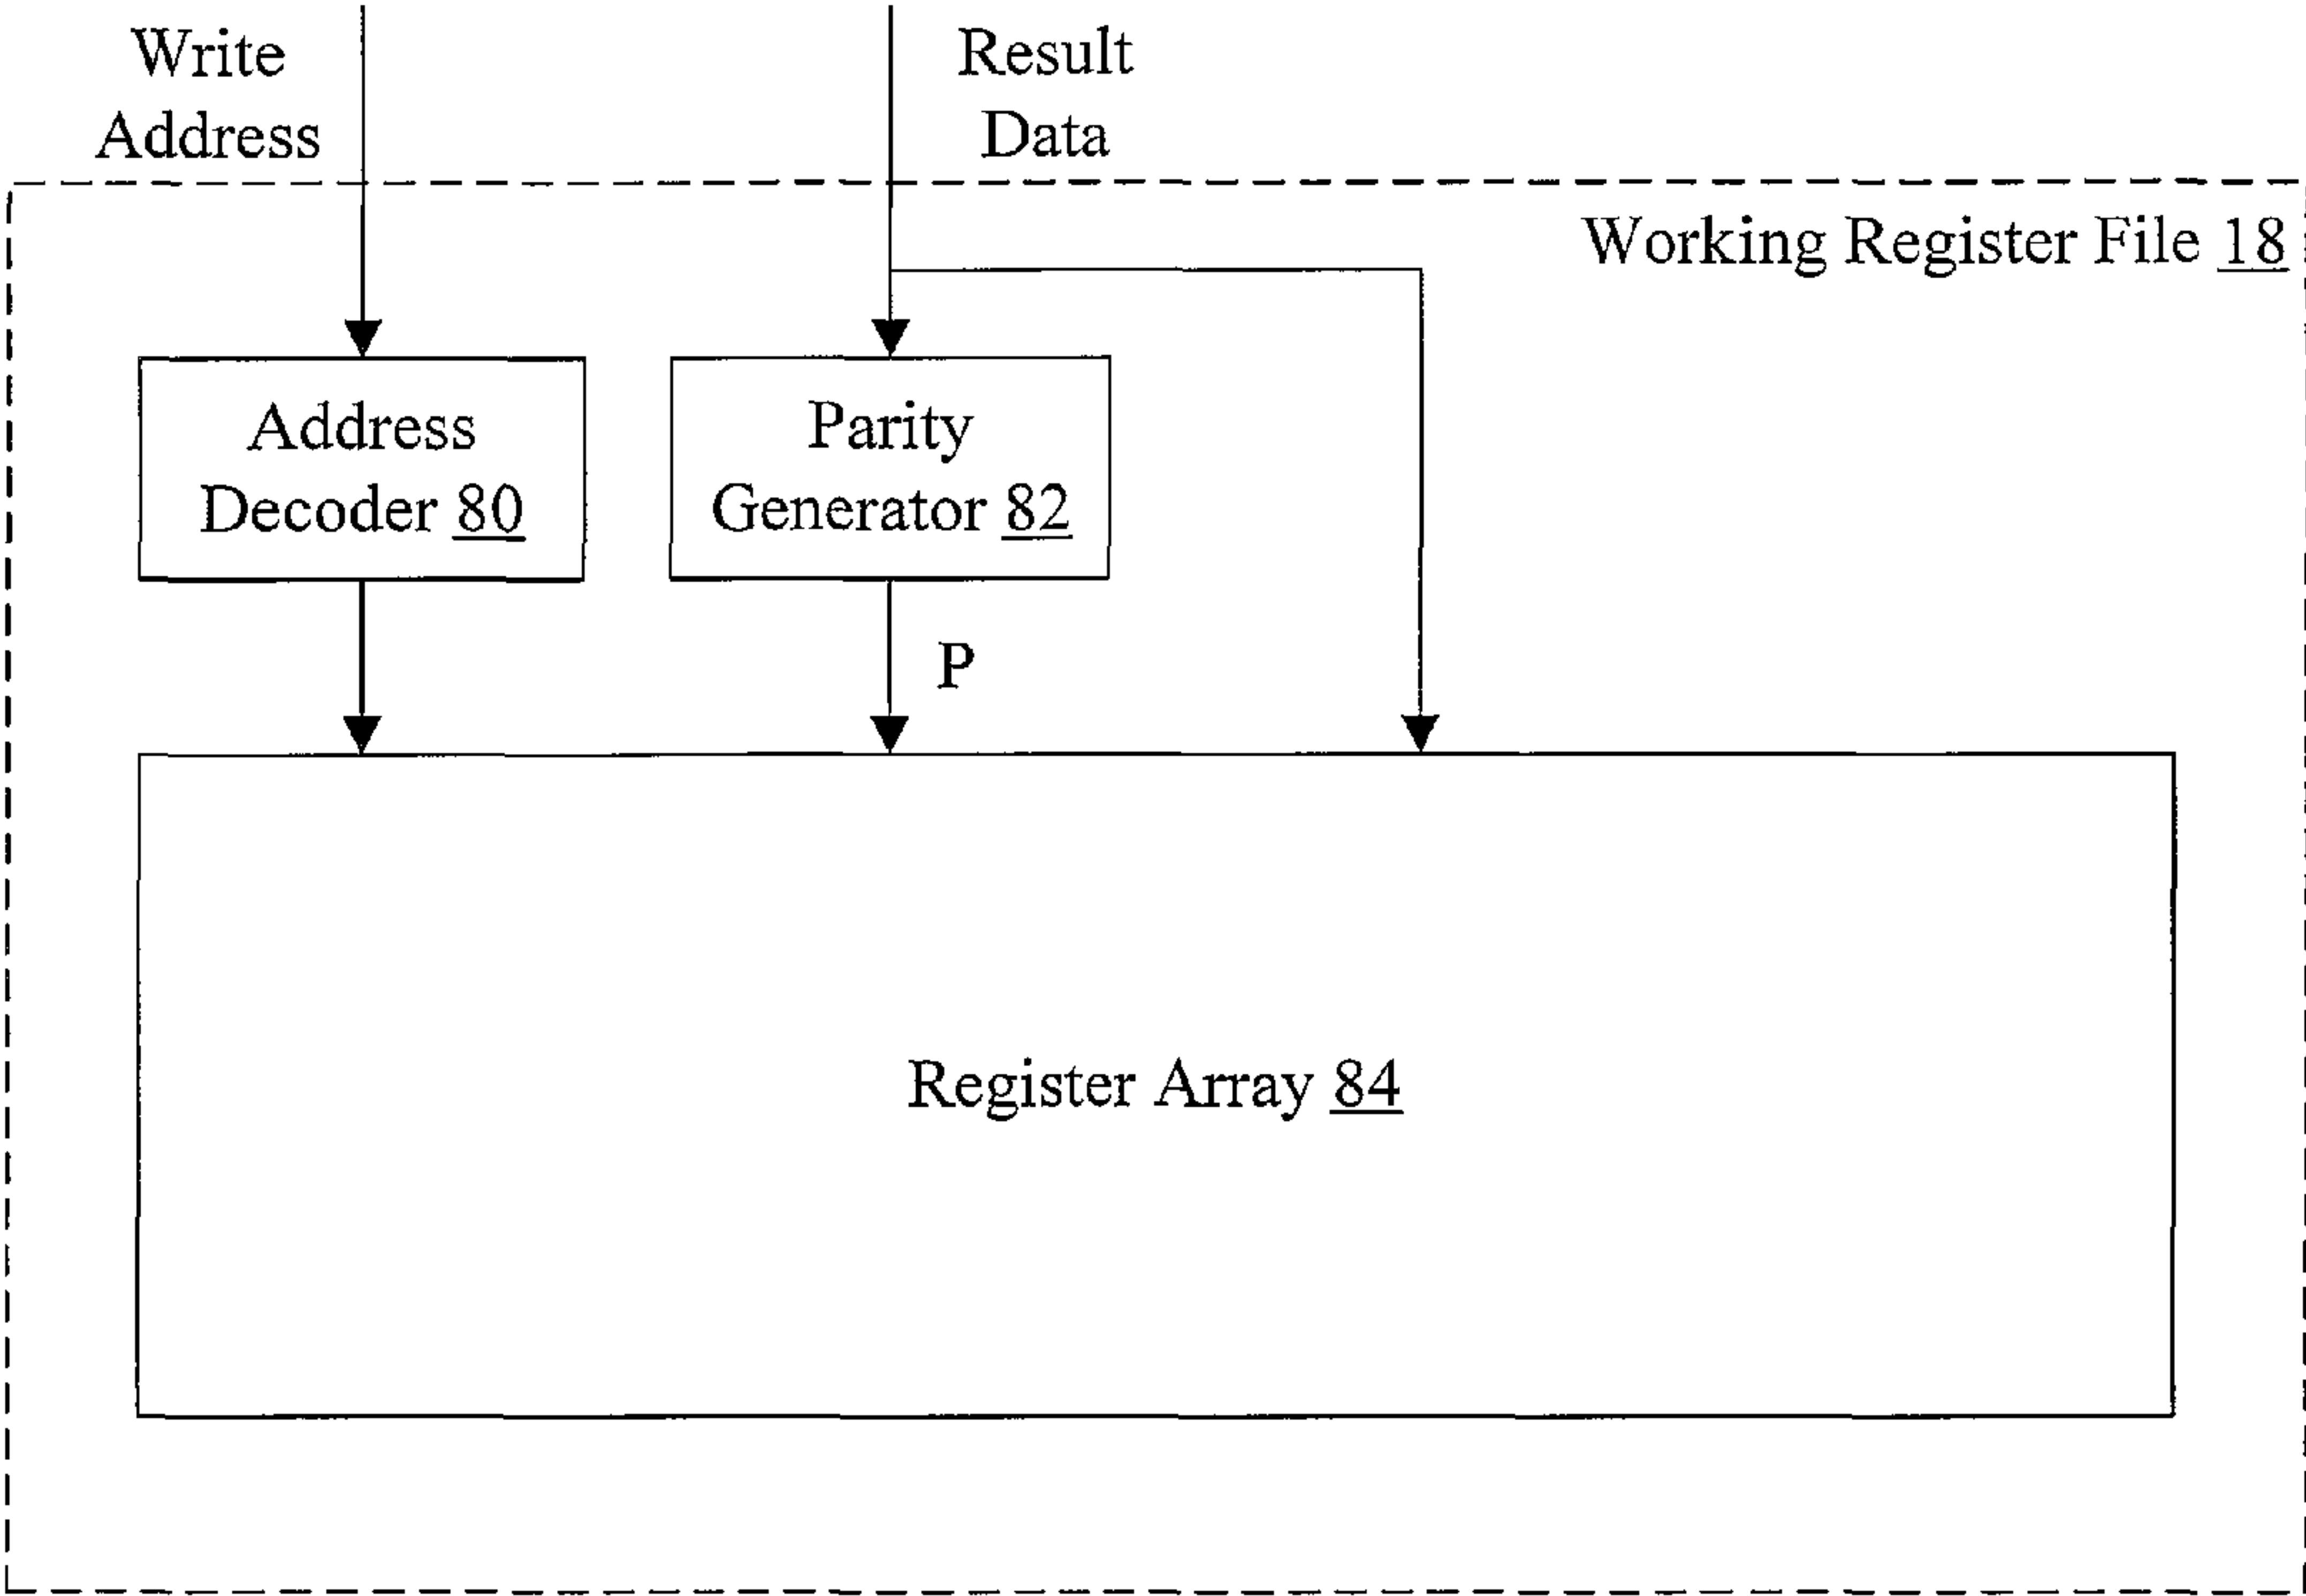 Write
Address
Result
Data
Working Register File 18
Address
Decoder 80
Parity
Generator 82
P
Register Array 84